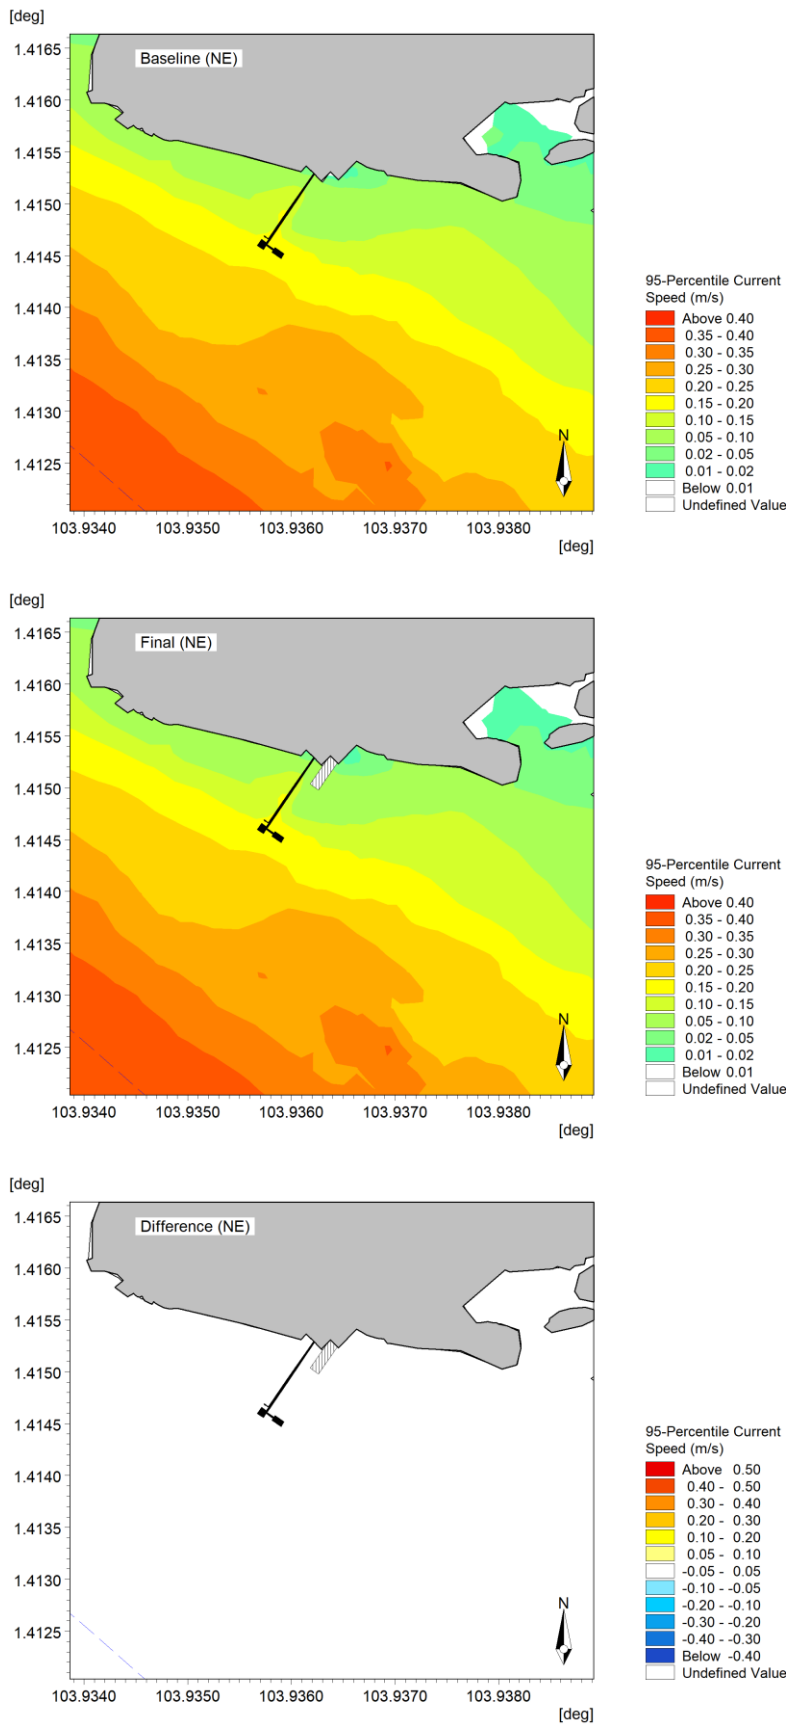 [deg]
1.4165
Baseline (NE)
1.4160
1.4155
1.4150
1.4145
1.4140
1.4135
1.4130
1.4125
N
103.9340 103.9350 103.9360 103.9370 103.9380
[deg]
95-Percentile Current
Speed (m/s)
Above 0.40
0.35 - 0.40
0.30 - 0.35
0.25 - 0.30
0.20 - 0.25
0.15 - 0.20
0.10 - 0.15
0.05 - 0.10
0.02 - 0.05
0.01 - 0.02
Below 0.01
Undefined Value
[deg]
1.4165
Final (NE)
1.4160
1.4155
1.4150
1.4145
1.4140
1.4135
1.4130
1.4125
N
103.9340 103.9350 103.9360 103.9370 103.9380
[deg]
95-Percentile Current
Speed (m/s)
Above 0.40
0.35 - 0.40
0.30 - 0.35
0.25 - 0.30
0.20 - 0.25
0.15 - 0.20
0.10 - 0.15
0.05 - 0.10
0.02 - 0.05
0.01 - 0.02
Below 0.01
Undefined Value
[deg]
1.4165
Difference (NE)
1.4160
1.4155
1.4150
1.4145
1.4140
1.4135
1.4130
1.4125
N
103.9340 103.9350 103.9360 103.9370 103.9380
[deg]
95-Percentile Current
Speed (m/s)
Above 0.50
0.40 - 0.50
0.30 - 0.40
0.20 - 0.30
0.10 - 0.20
0.05 - 0.10
-0.05 - 0.05
-0.10 - -0.05
-0.20 - -0.10
-0.30 - -0.20
-0.40 - -0.30
Below -0.40
Undefined Value